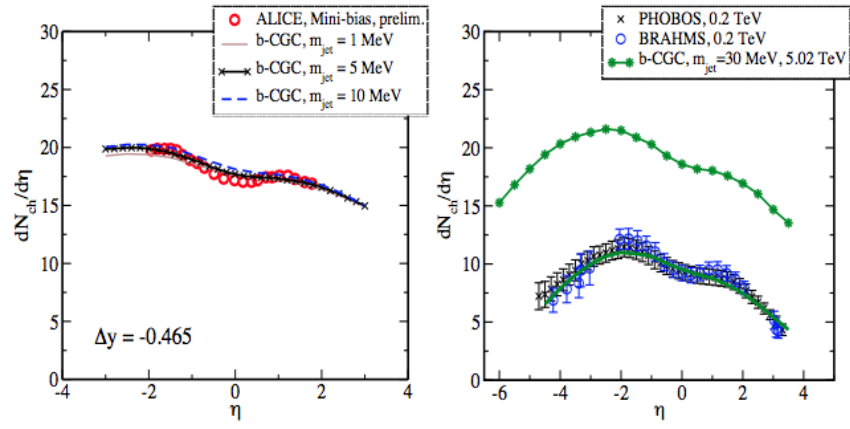 ALICE, Mini-bias, prelim.
b-CGC, m_jet = 1 MeV
b-CGC, m_jet = 5 MeV
b-CGC, m_jet = 10 MeV
30
25
20
15
10
5
0
dN_ch/dη
Δy = -0.465
-4 -2 0 2 4
η
PHOBOS, 0.2 TeV
BRAHMS, 0.2 TeV
b-CGC, m_jet=30 MeV, 5.02 TeV
30
25
20
15
10
5
0
dN_ch/dη
-6 -4 -2 0 2 4
η